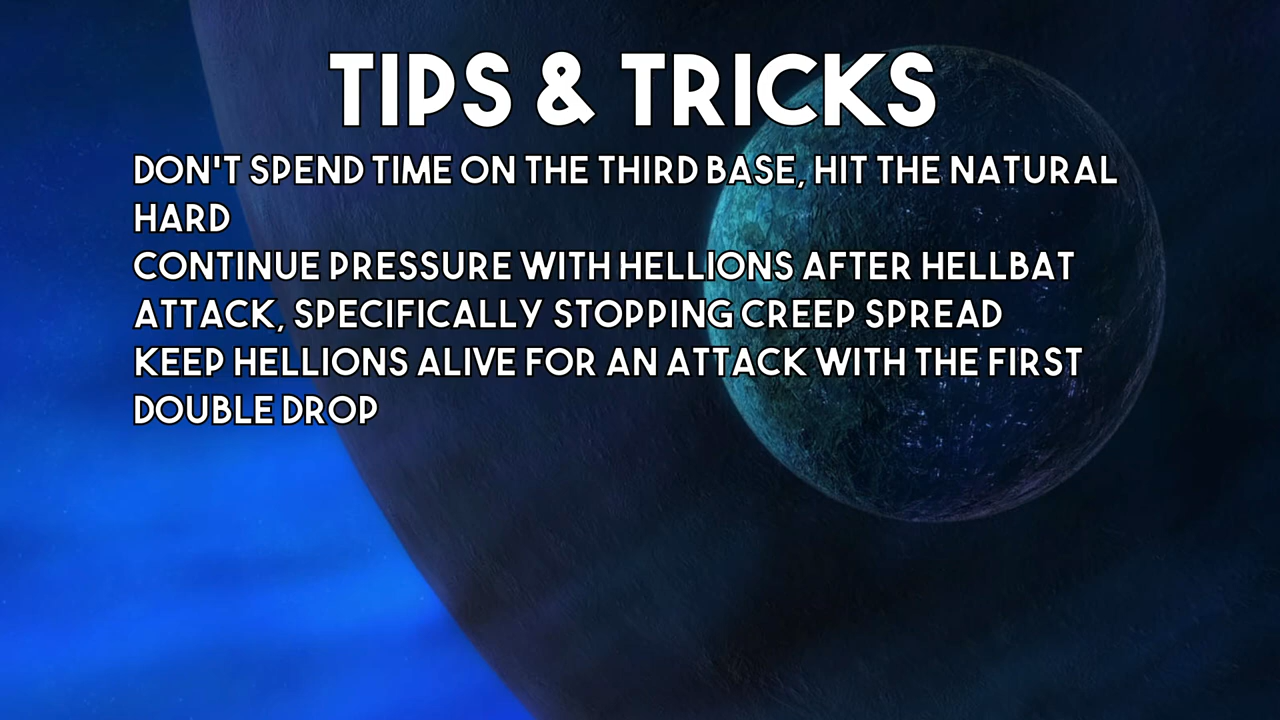 TIPS & TRICKS
DON'T SPEND TIME ON THE THIRD BASE, HIT THE NATURAL
HARD
CONTINUE PRESSURE WITH HELLIONS AFTER HELLBAT
ATTACK, SPECIFICALLY STOPPING CREEP SPREAD
KEEP HELLIONS ALIVE FOR AN ATTACK WITH THE FIRST
DOUBLE DROP